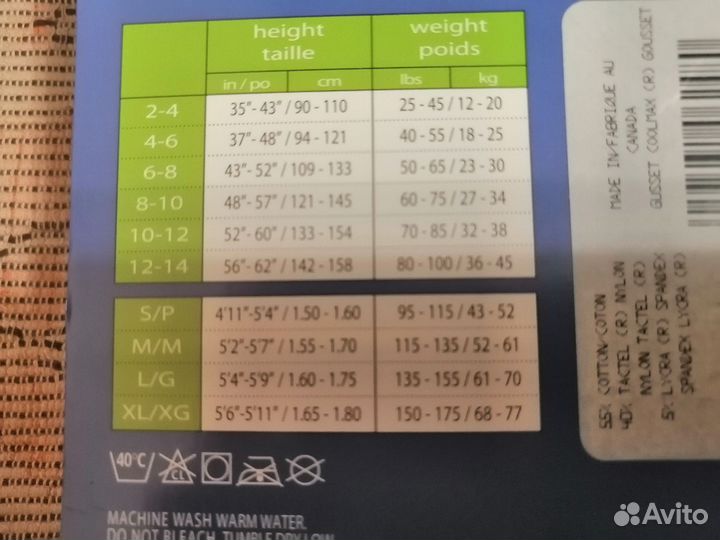 height weight
taille poids
in / po cm lbs kg
2-4 35”- 43” / 90 - 110 25 - 45 / 12 - 20
4-6 37”- 48” / 94 - 121 40 - 55 / 18 - 25
6-8 43”- 52” / 109 - 133 50 - 65 / 23 - 30
8-10 48”- 57” / 121 - 145 60 - 75 / 27 - 34
10-12 52”- 60” / 133 - 154 70 - 85 / 32 - 38
12-14 56”- 62” / 142 - 158 80 - 100 / 36 - 45
S/P 4'11"-5'4" / 1.50 - 1.60 95 - 115 / 43 - 52
M/M 5'2"-5'7" / 1.55 - 1.70 115 - 135 / 52 - 61
L/G 5'4"-5'9" / 1.60 - 1.75 135 - 155 / 61 - 70
XL/XG 5'6"-5'11" / 1.65 - 1.80 150 - 175 / 68 - 77
40°C CL
MACHINE WASH WARM WATER.
DO NOT BLEACH. TUMBLE DRY LOW
55% COTTON/COTON
40% TACTEL (R) NYLON
NYLON TACTEL (R)
5% LYCRA (R) SPANDEX
SPANDEX LYCRA (R)
MADE IN/FABRIQUE AU
CANADA
GUSSET COOLMAX (R) GOUSSET
Avito